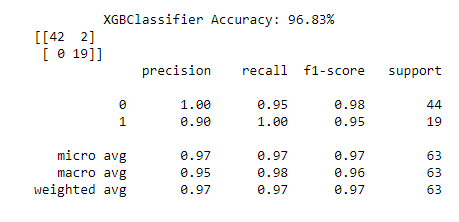 XGBClassifier Accuracy: 96.83%
[[42  2]
 [ 0 19]]
precision recall f1-score support
0 1.00 0.95 0.98 44
1 0.90 1.00 0.95 19
micro avg 0.97 0.97 0.97 63
macro avg 0.95 0.98 0.96 63
weighted avg 0.97 0.97 0.97 63